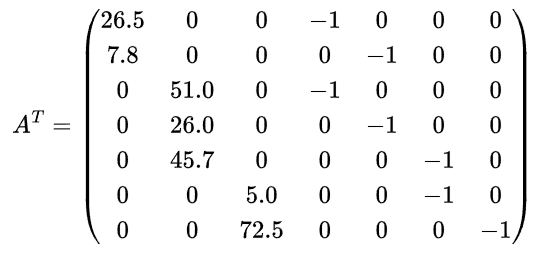 26.5 0 0 −1 0 0 0
7.8 0 0 0 −1 0 0
0 51.0 0 −1 0 0 0
A^T = 0 26.0 0 0 −1 0 0
0 45.7 0 0 0 −1 0
0 0 5.0 0 0 −1 0
0 0 72.5 0 0 0 −1